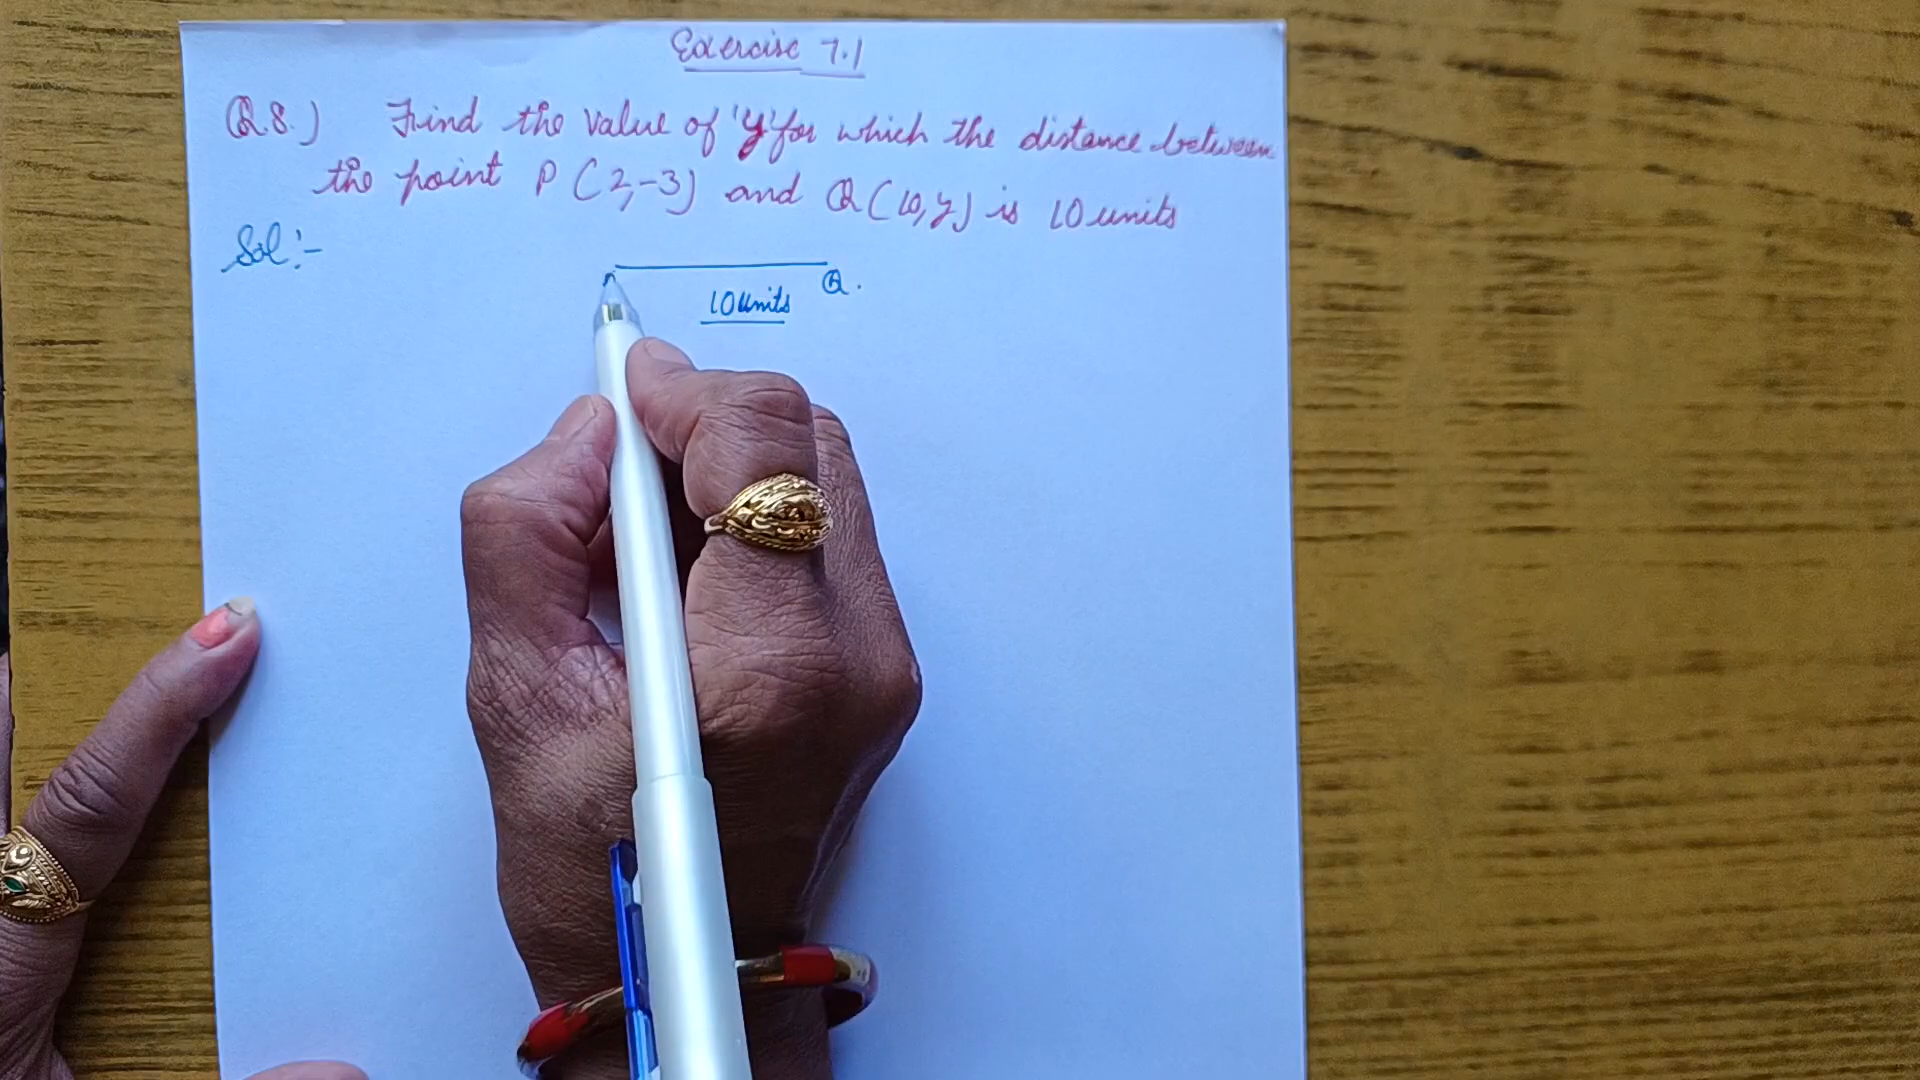 Exercise 7.1
Q.8.) Find the value of 'y' for which the distance between
the point P (2,-3) and Q (10,y) is 10 units
Sol:-
Q.
10 units